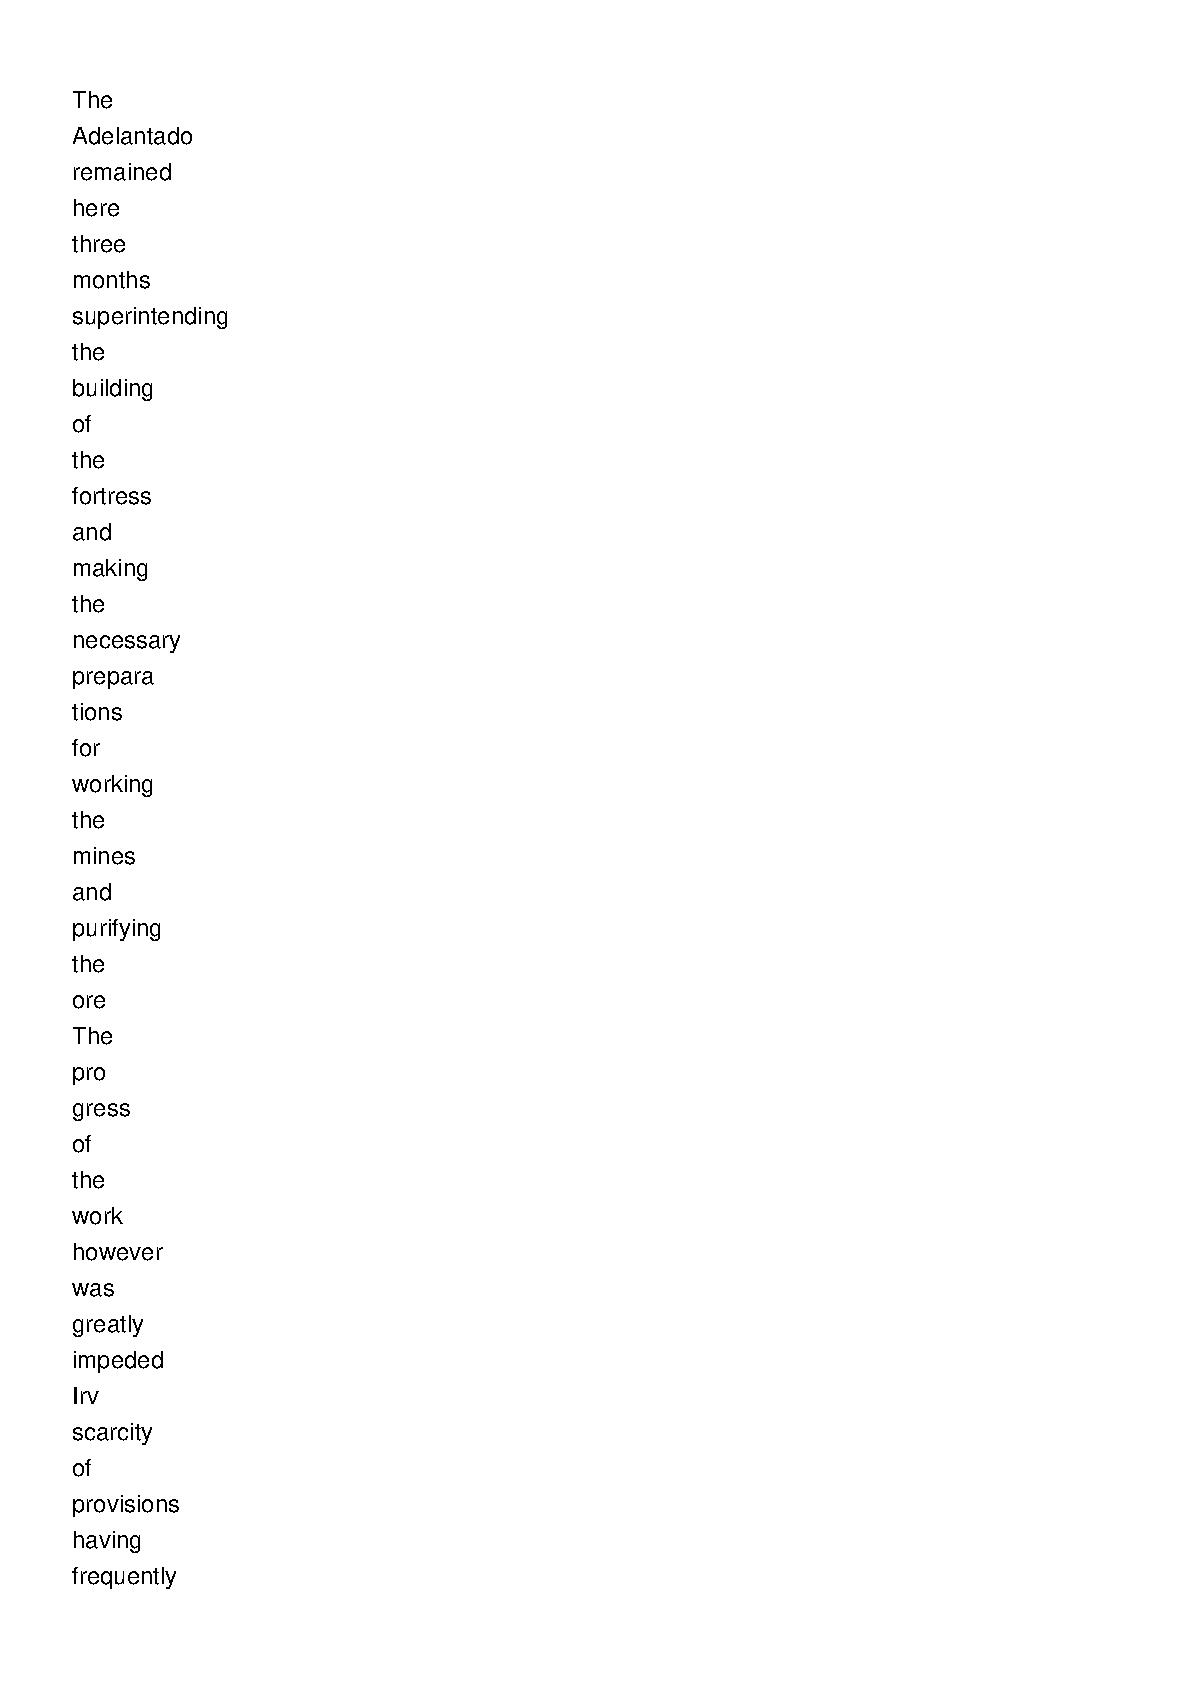 The
Adelantado
remained
here
three
months
superintending
the
building
of
the
fortress
and
making
the
necessary
prepara
tions
for
working
the
mines
and
purifying
the
ore
The
pro
gress
of
the
work
however
was
greatly
impeded
Irv
scarcity
of
provisions
having
frequently